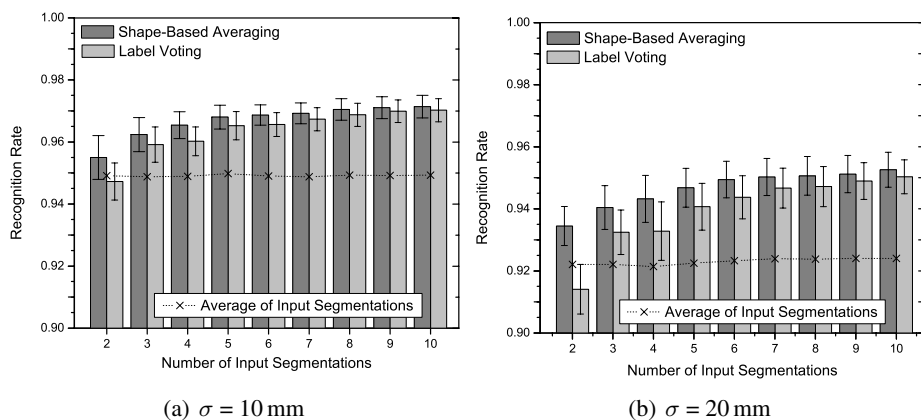 1.00
0.98
0.96
0.94
0.92
0.90
Recognition Rate
Shape-Based Averaging
Label Voting
Average of Input Segmentations
2 3 4 5 6 7 8 9 10
Number of Input Segmentations
(a) σ = 10 mm
1.00
0.98
0.96
0.94
0.92
0.90
Recognition Rate
Shape-Based Averaging
Label Voting
Average of Input Segmentations
2 3 4 5 6 7 8 9 10
Number of Input Segmentations
(b) σ = 20 mm